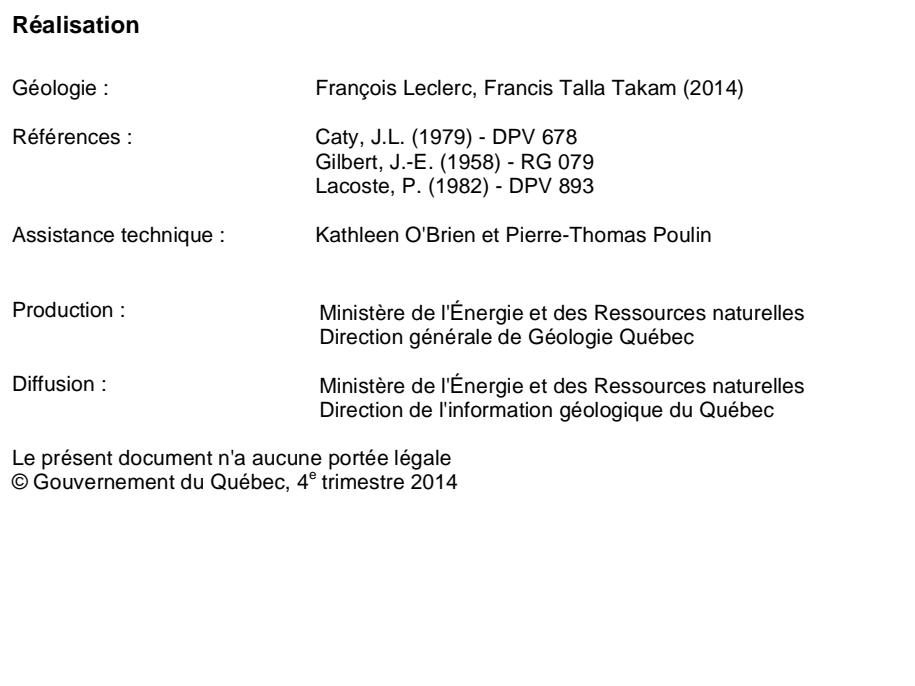 Réalisation
Géologie : François Leclerc, Francis Talla Takam (2014)
Références : Caty, J.L. (1979) - DPV 678
Gilbert, J.-E. (1958) - RG 079
Lacoste, P. (1982) - DPV 893
Assistance technique : Kathleen O'Brien et Pierre-Thomas Poulin
Production : Ministère de l'Énergie et des Ressources naturelles
Direction générale de Géologie Québec
Diffusion : Ministère de l'Énergie et des Ressources naturelles
Direction de l'information géologique du Québec
Le présent document n'a aucune portée légale
© Gouvernement du Québec, 4e trimestre 2014